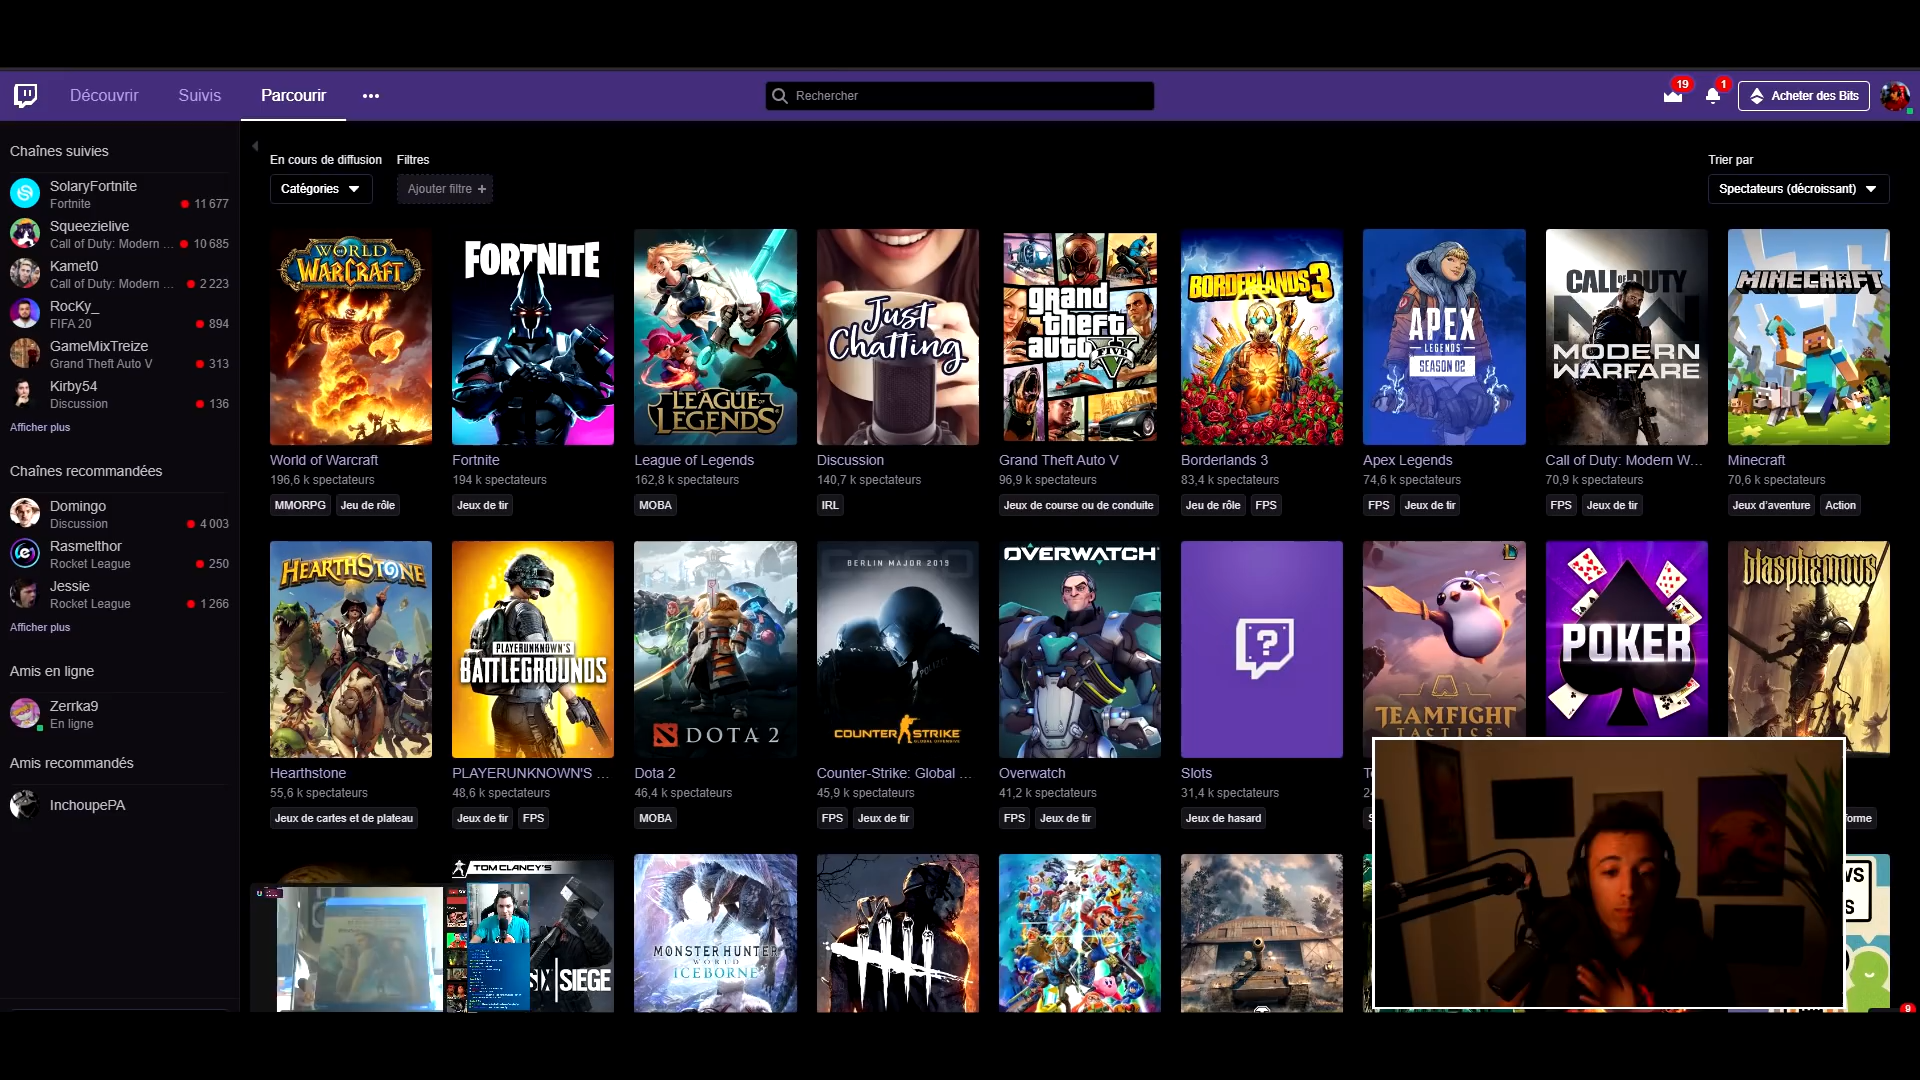 Découvrir
Suivis
Parcourir
Rechercher
19
1
Acheter des Bits
Chaînes suivies
SolaryFortnite
Fortnite
11 677
Squeezielive
Call of Duty: Modern ...
10 685
Kamet0
Call of Duty: Modern ...
2 223
RocKy_
FIFA 20
894
GameMixTreize
Grand Theft Auto V
313
Kirby54
Discussion
136
Afficher plus
Chaînes recommandées
Domingo
Discussion
4 003
Rasmelthor
Rocket League
250
Jessie
Rocket League
1 266
Afficher plus
Amis en ligne
Zerrka9
En ligne
Amis recommandés
InchoupePA
En cours de diffusion
Filtres
Trier par
Catégories
Ajouter filtre +
Spectateurs (décroissant)
WORLD
OF
WARCRAFT
FORTNITE
LEAGUE OF
LEGENDS
Just
Chatting
grand
theft
auto
FIVE
BORDERLANDS 3
APEX
LEGENDS
SEASON 02
CALL OF DUTY
MODERN
WARFARE
MINECRAFT
World of Warcraft
196,6 k spectateurs
MMORPG
Jeu de rôle
Fortnite
194 k spectateurs
Jeux de tir
League of Legends
162,8 k spectateurs
MOBA
Discussion
140,7 k spectateurs
IRL
Grand Theft Auto V
96,9 k spectateurs
Jeux de course ou de conduite
Borderlands 3
83,4 k spectateurs
Jeu de rôle
FPS
Apex Legends
74,6 k spectateurs
FPS
Jeux de tir
Call of Duty: Modern W...
70,9 k spectateurs
FPS
Jeux de tir
Minecraft
70,6 k spectateurs
Jeux d'aventure
Action
HEARTHSTONE
PLAYERUNKNOWN'S
BATTLEGROUNDS
DOTA 2
BERLIN MAJOR 2019
COUNTER STRIKE
GLOBAL OFFENSIVE
OVERWATCH
?
TEAMFIGHT
TACTICS
POKER
blasphemous
Hearthstone
55,6 k spectateurs
Jeux de cartes et de plateau
PLAYERUNKNOWN'S ...
48,6 k spectateurs
Jeux de tir
FPS
Dota 2
46,4 k spectateurs
MOBA
Counter-Strike: Global ...
45,9 k spectateurs
FPS
Jeux de tir
Overwatch
41,2 k spectateurs
FPS
Jeux de tir
Slots
31,4 k spectateurs
Jeux de hasard
orme
TOM CLANCY'S
SIX SIEGE
MONSTER HUNTER
WORLD
ICEBORNE
WS
S
9